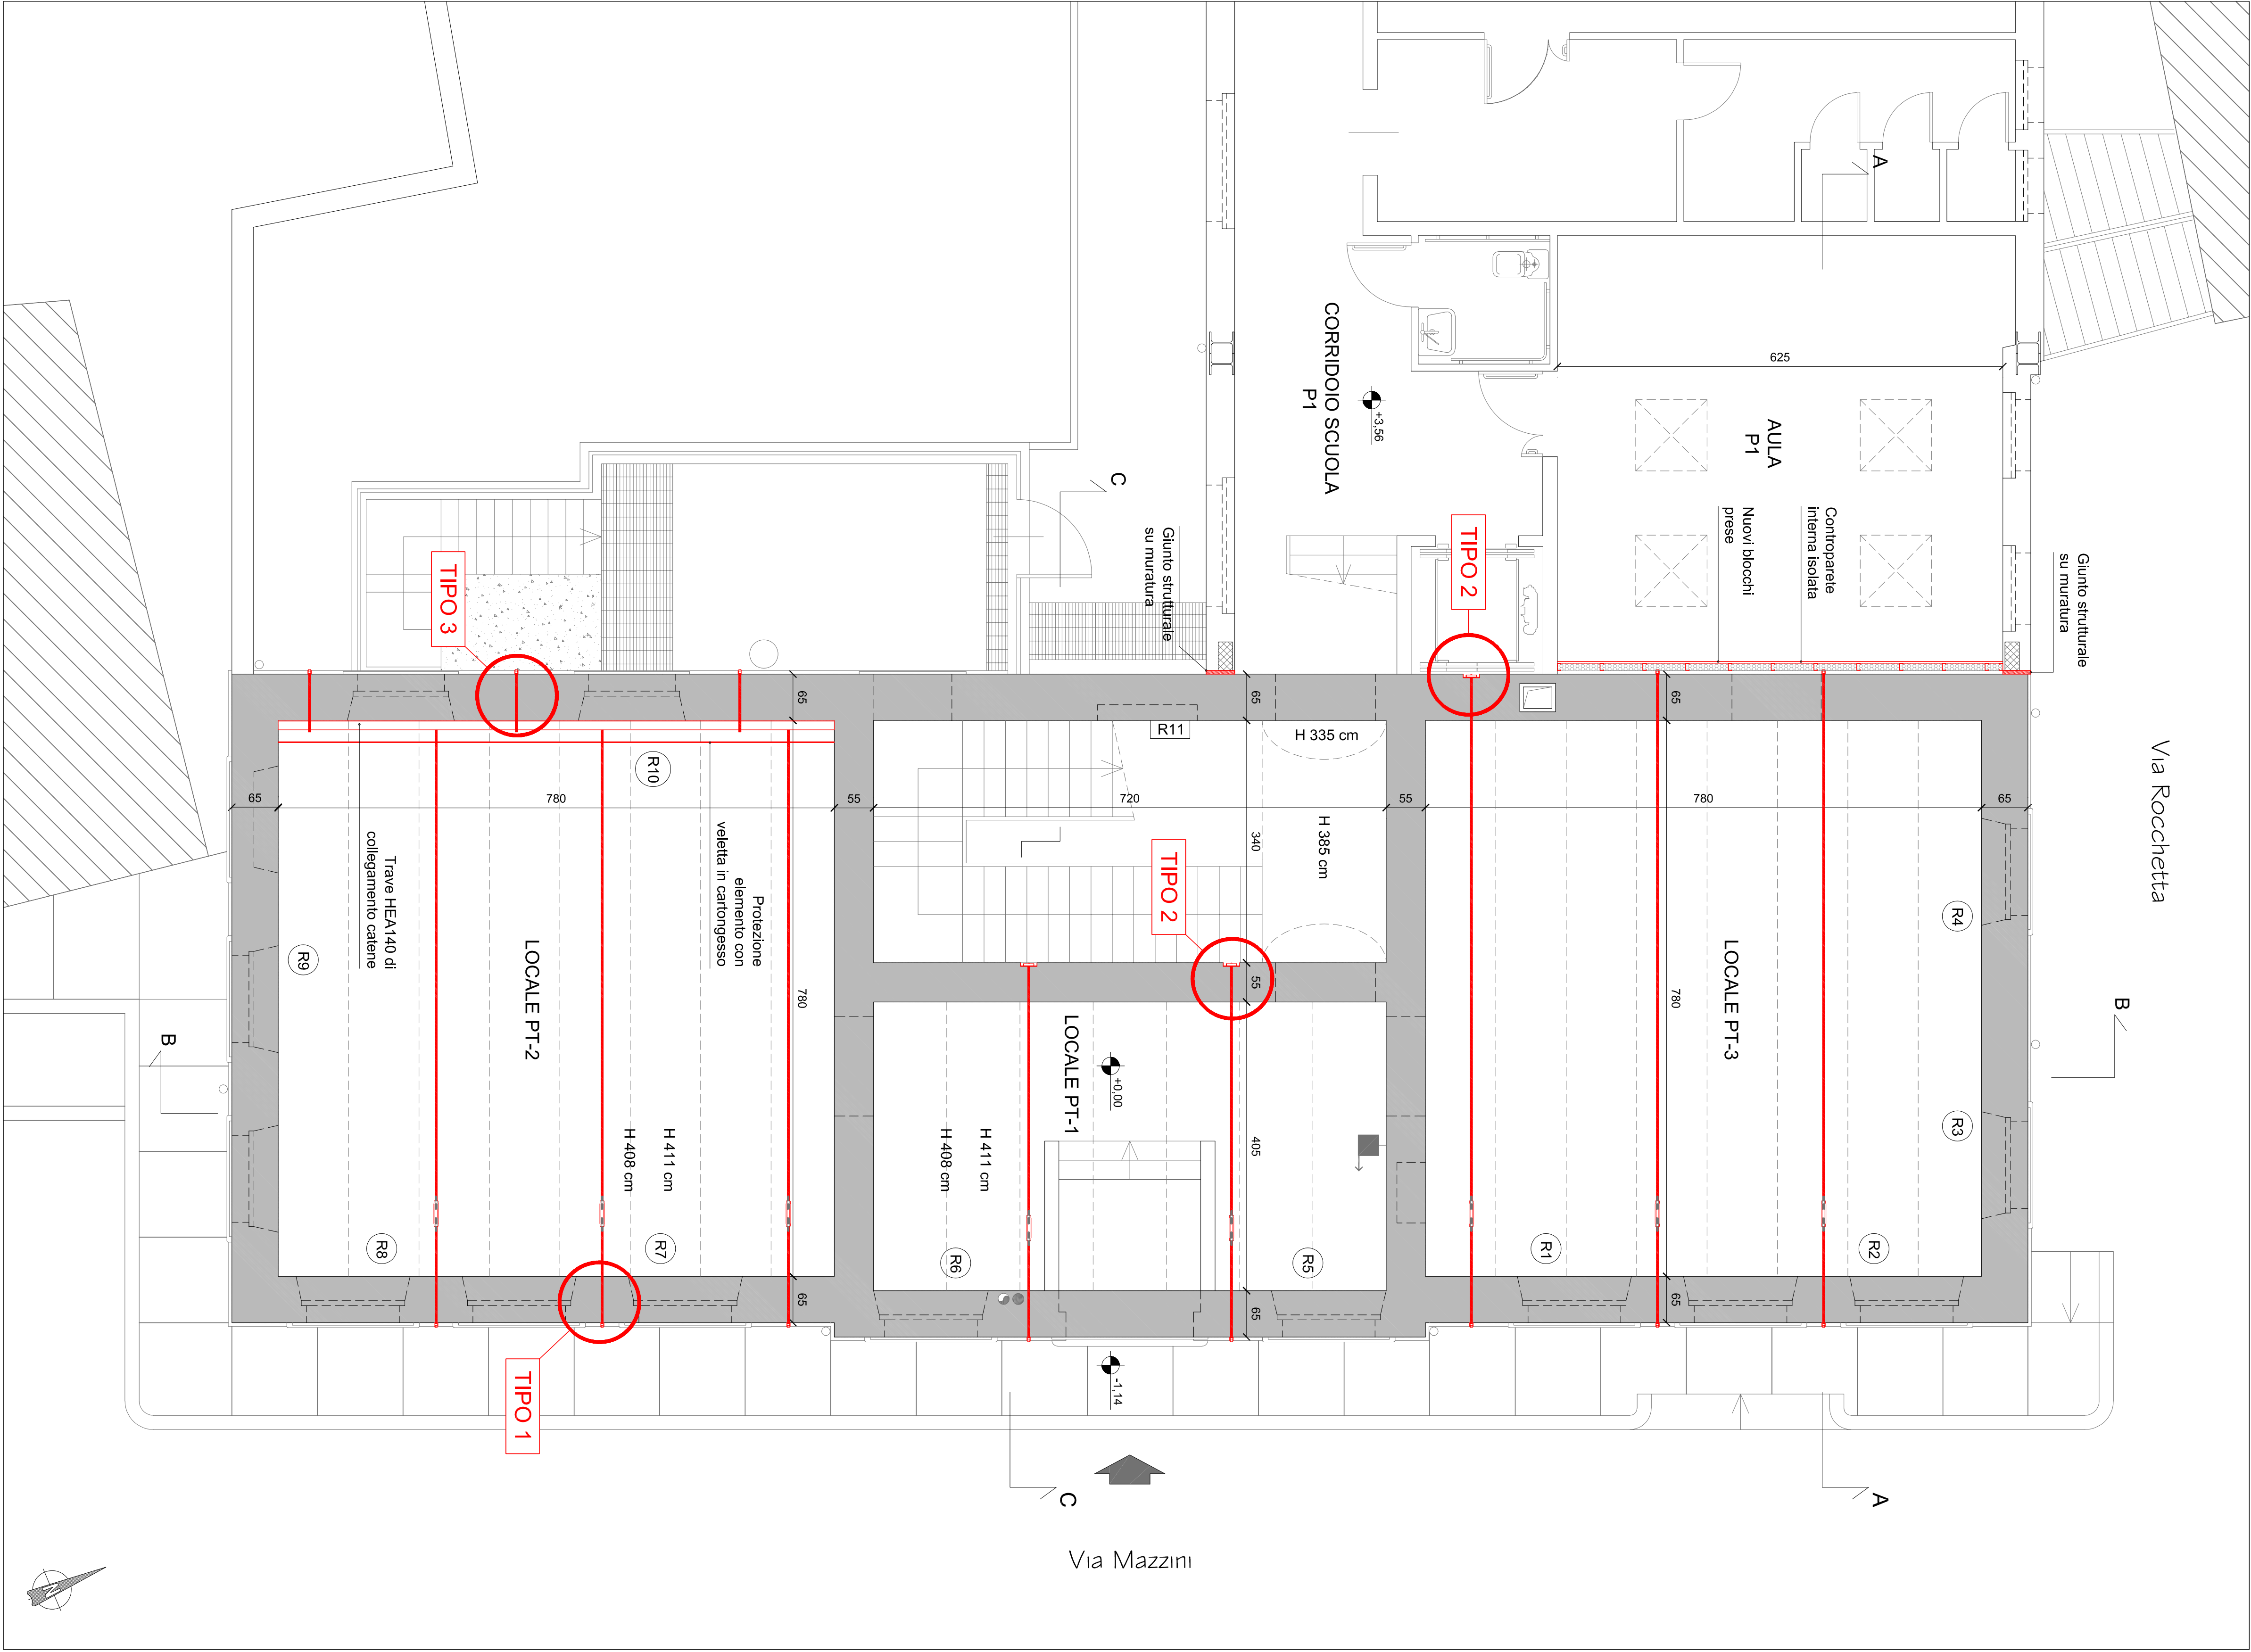 A
625
CORRIDOIO SCUOLA
P1
+3,56
AULA
P1
C
Giunto strutturale
su muratura
TIPO 2
Nuovi blocchi
prese
Controparete
interna isolata
Giunto strutturale
su muratura
TIPO 3
65
65
65
R11
H 335 cm
Via Rocchetta
R10
65
780
55
720
55
780
65
Trave HEA140 di
collegamento catene
Protezione
elemento con
veletta in cartongesso
340
H 385 cm
TIPO 2
R4
R9
LOCALE PT-2
780
55
780
LOCALE PT-3
B
B
LOCALE PT-1
+0,00
R3
H 411 cm
H 408 cm
H 411 cm
H 408 cm
405
R8
R7
R6
R5
R1
R2
65
65
65
TIPO 1
-1,14
C
A
Via Mazzini
N